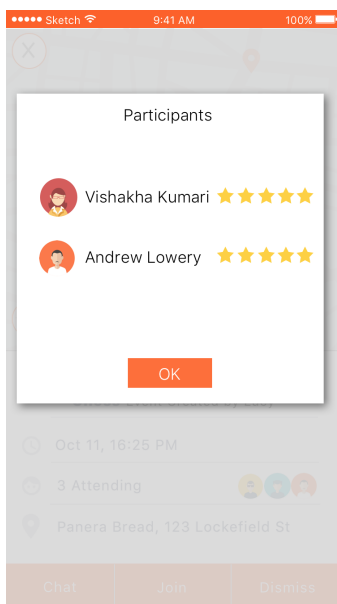 Sketch 9:41 AM 100%
Participants
Vishakha Kumari
Andrew Lowery
OK
Oct 11, 16:25 PM
3 Attending
Panera Bread, 123 Lockefield St
Chat Join Dismiss